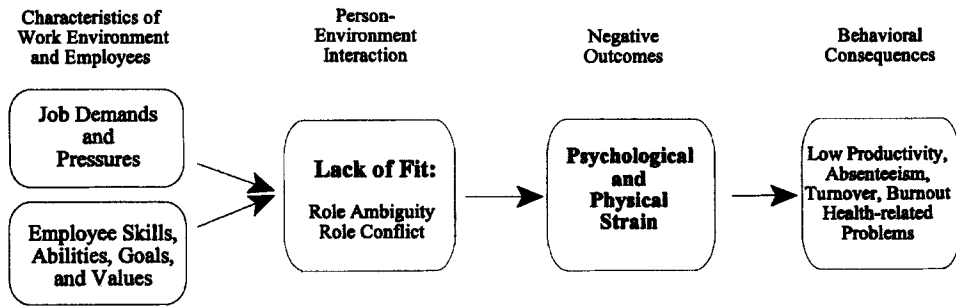 Characteristics of
Work Environment
and Employees
Person-
Environment
Interaction
Negative
Outcomes
Behavioral
Consequences
Job Demands
and
Pressures
Employee Skills,
Abilities, Goals,
and Values
Lack of Fit:
Role Ambiguity
Role Conflict
Psychological
and
Physical
Strain
Low Productivity,
Absenteeism,
Turnover, Burnout
Health-related
Problems